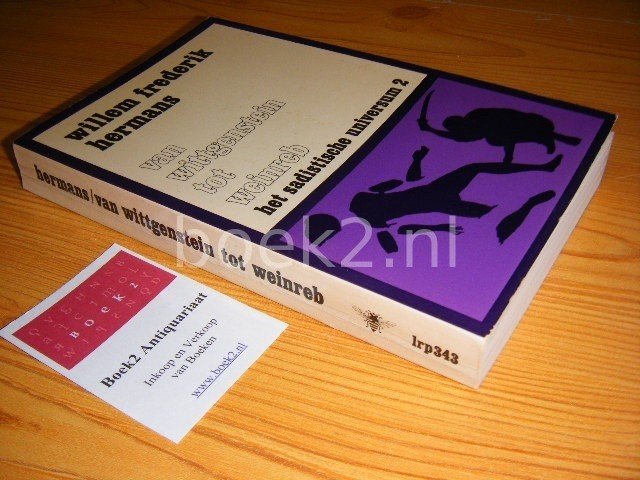 willem frederik
hermans
van
wittgenstein
tot
weinreb
het sadistische universum 2
hermans/van wittgenstein tot weinreb
lrp343
boek2.nl
BOEK2
Boek2 Antiquariaat
Inkoop en Verkoop
van Boeken
www.boek2.nl